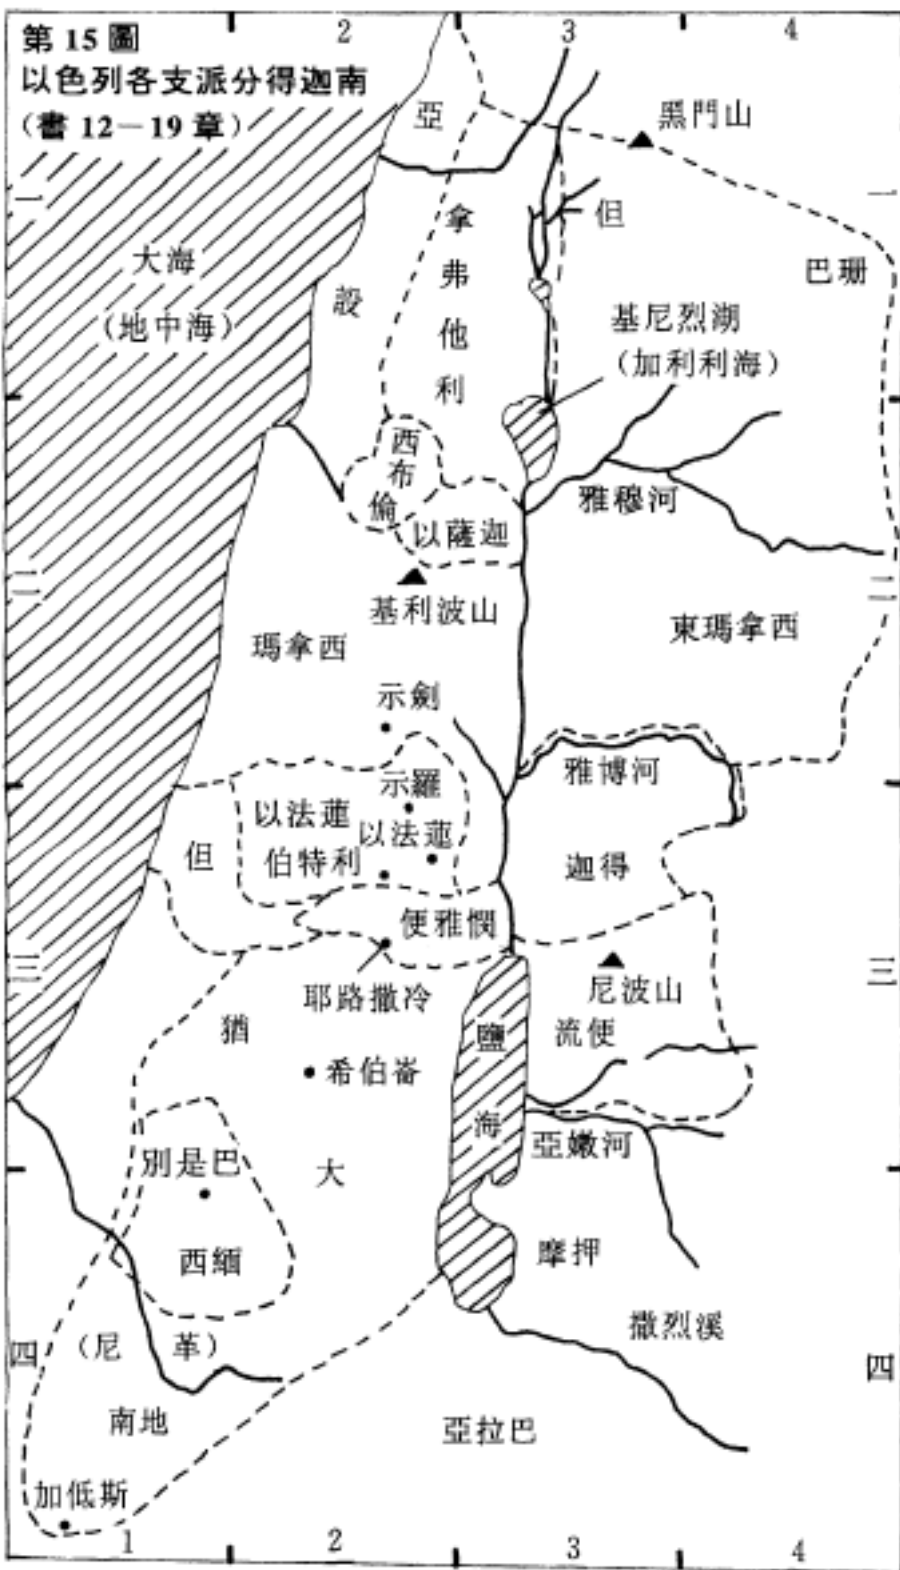 第 15 圖
以色列各支派分得迦南
（書 12－19 章）
2
3
4
亞
黑門山
一
一
拿
但
大海
巴珊
弗
設
（地中海）
基尼烈湖
他
（加利利海）
利
西
布
雅穆河
倫
以薩迦
二
二
基利波山
東瑪拿西
瑪拿西
示劍
雅博河
示羅
以法蓮
以法蓮
但
伯特利
迦得
便雅憫
三
三
尼波山
耶路撒冷
猶
鹽
流便
希伯崙
海
亞嫩河
別是巴
大
西緬
摩押
撒烈溪
（尼
革）
四
四
南地
亞拉巴
加低斯
1
2
3
4